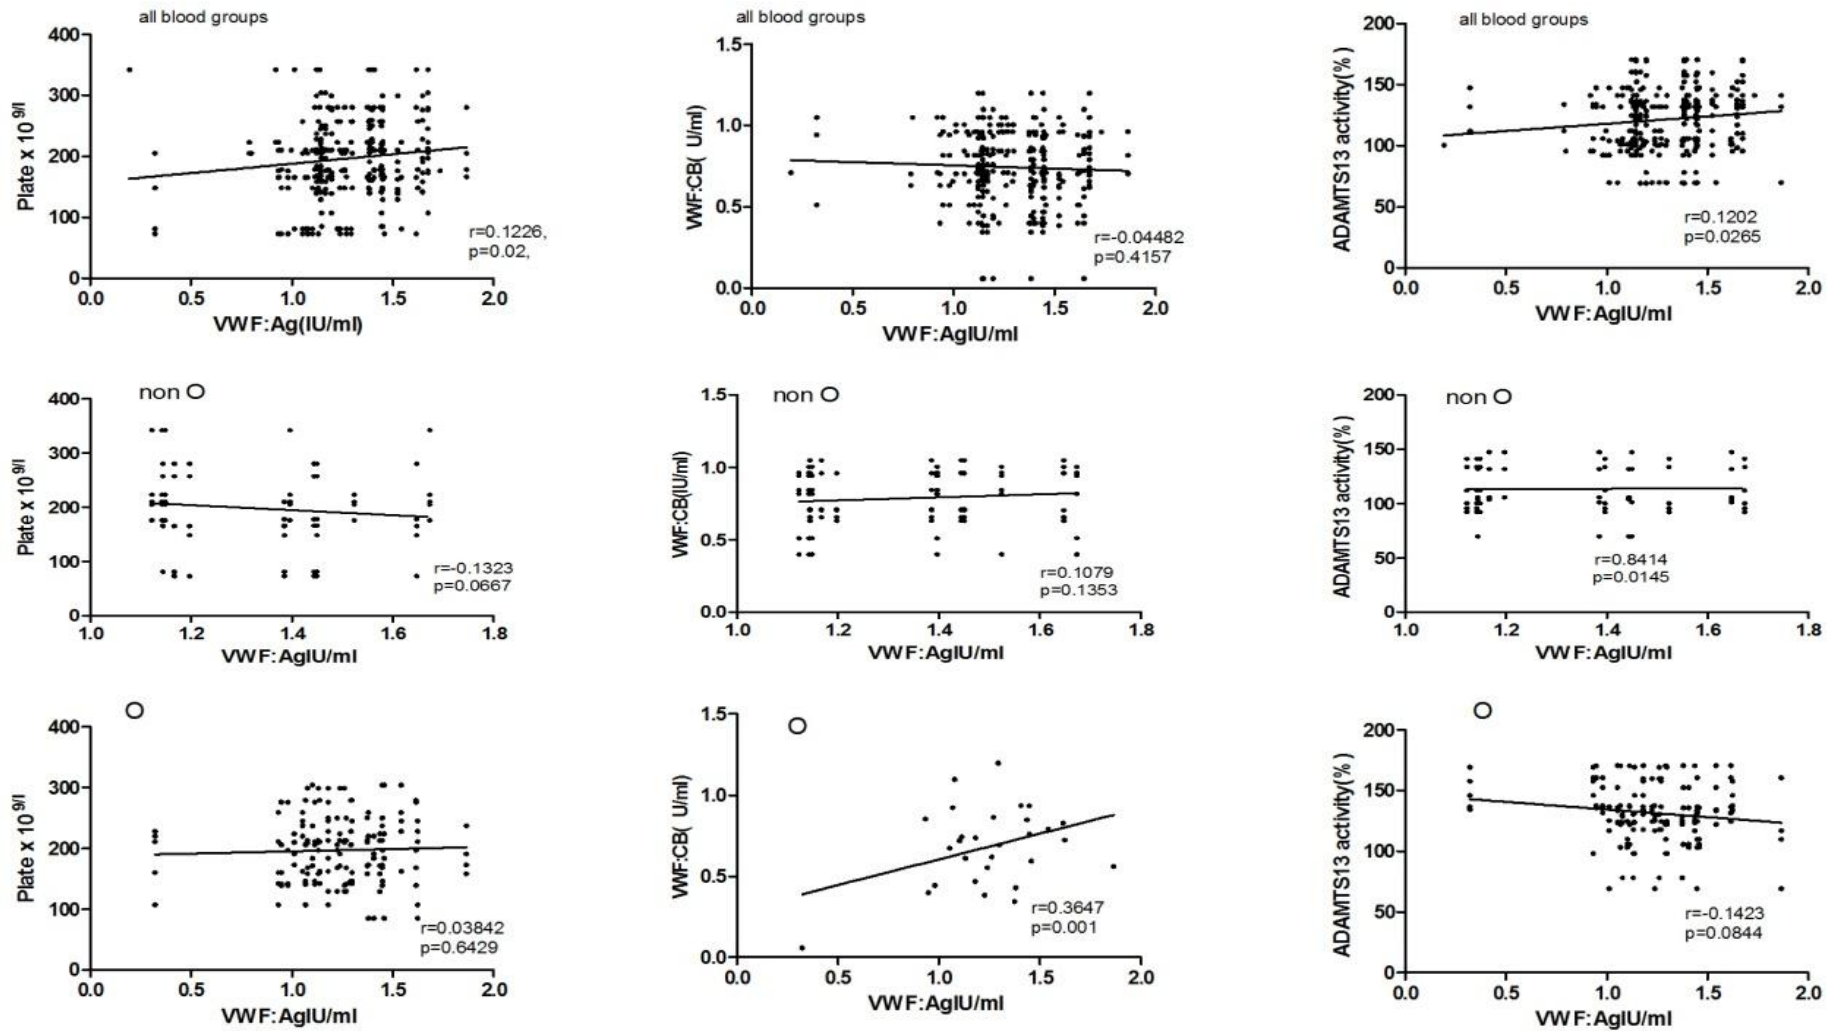 all blood groups
400
300
200
100
0
Plate x 10⁹/l
0.0 0.5 1.0 1.5 2.0
VWF:Ag(IU/ml)
r=0.1226,
p=0.02,
all blood groups
1.5
1.0
0.5
0.0
VWF:CB( U/ml)
0.0 0.5 1.0 1.5 2.0
VWF:AgIU/ml
r=-0.04482
p=0.4157
all blood groups
200
150
100
50
0
ADAMTS13 activity(%)
0.0 0.5 1.0 1.5 2.0
VWF:AgIU/ml
r=0.1202
p=0.0265
non O
400
300
200
100
0
Plate x 10⁹/l
1.0 1.2 1.4 1.6 1.8
VWF:AgIU/ml
r=-0.1323
p=0.0667
non O
1.5
1.0
0.5
0.0
VWF:CB(IU/ml)
1.0 1.2 1.4 1.6 1.8
VWF:AgIU/ml
r=0.1079
p=0.1353
non O
200
150
100
50
0
ADAMTS13 activity(%)
1.0 1.2 1.4 1.6 1.8
VWF:AgIU/ml
r=0.8414
p=0.0145
O
400
300
200
100
0
Plate x 10⁹/l
0.0 0.5 1.0 1.5 2.0
VWF:AgIU/ml
r=0.03842
p=0.6429
O
1.5
1.0
0.5
0.0
VWF:CB( U/ml)
0.0 0.5 1.0 1.5 2.0
VWF:AgIU/ml
r=0.3647
p=0.001
O
200
150
100
50
0
ADAMTS13 activity(%)
0.0 0.5 1.0 1.5 2.0
VWF:AgIU/ml
r=-0.1423
p=0.0844